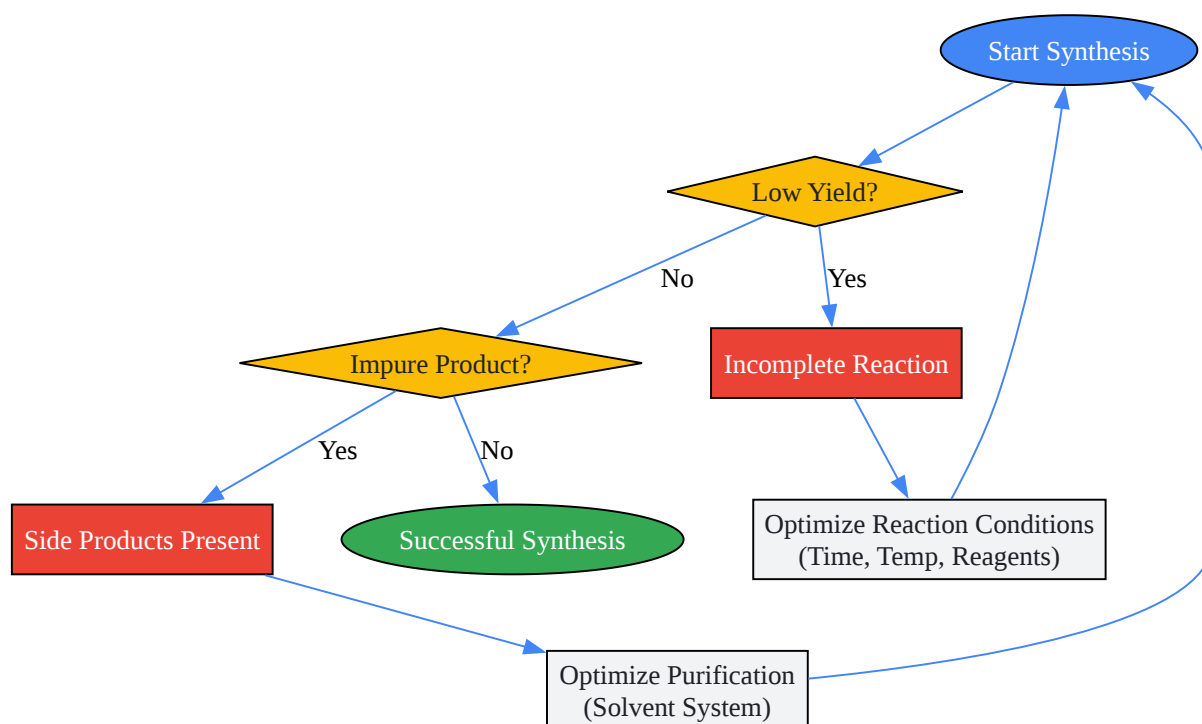 Start Synthesis
Low Yield?
No
Yes
Impure Product?
Incomplete Reaction
Yes
No
Side Products Present
Successful Synthesis
Optimize Reaction Conditions
(Time, Temp, Reagents)
Optimize Purification
(Solvent System)